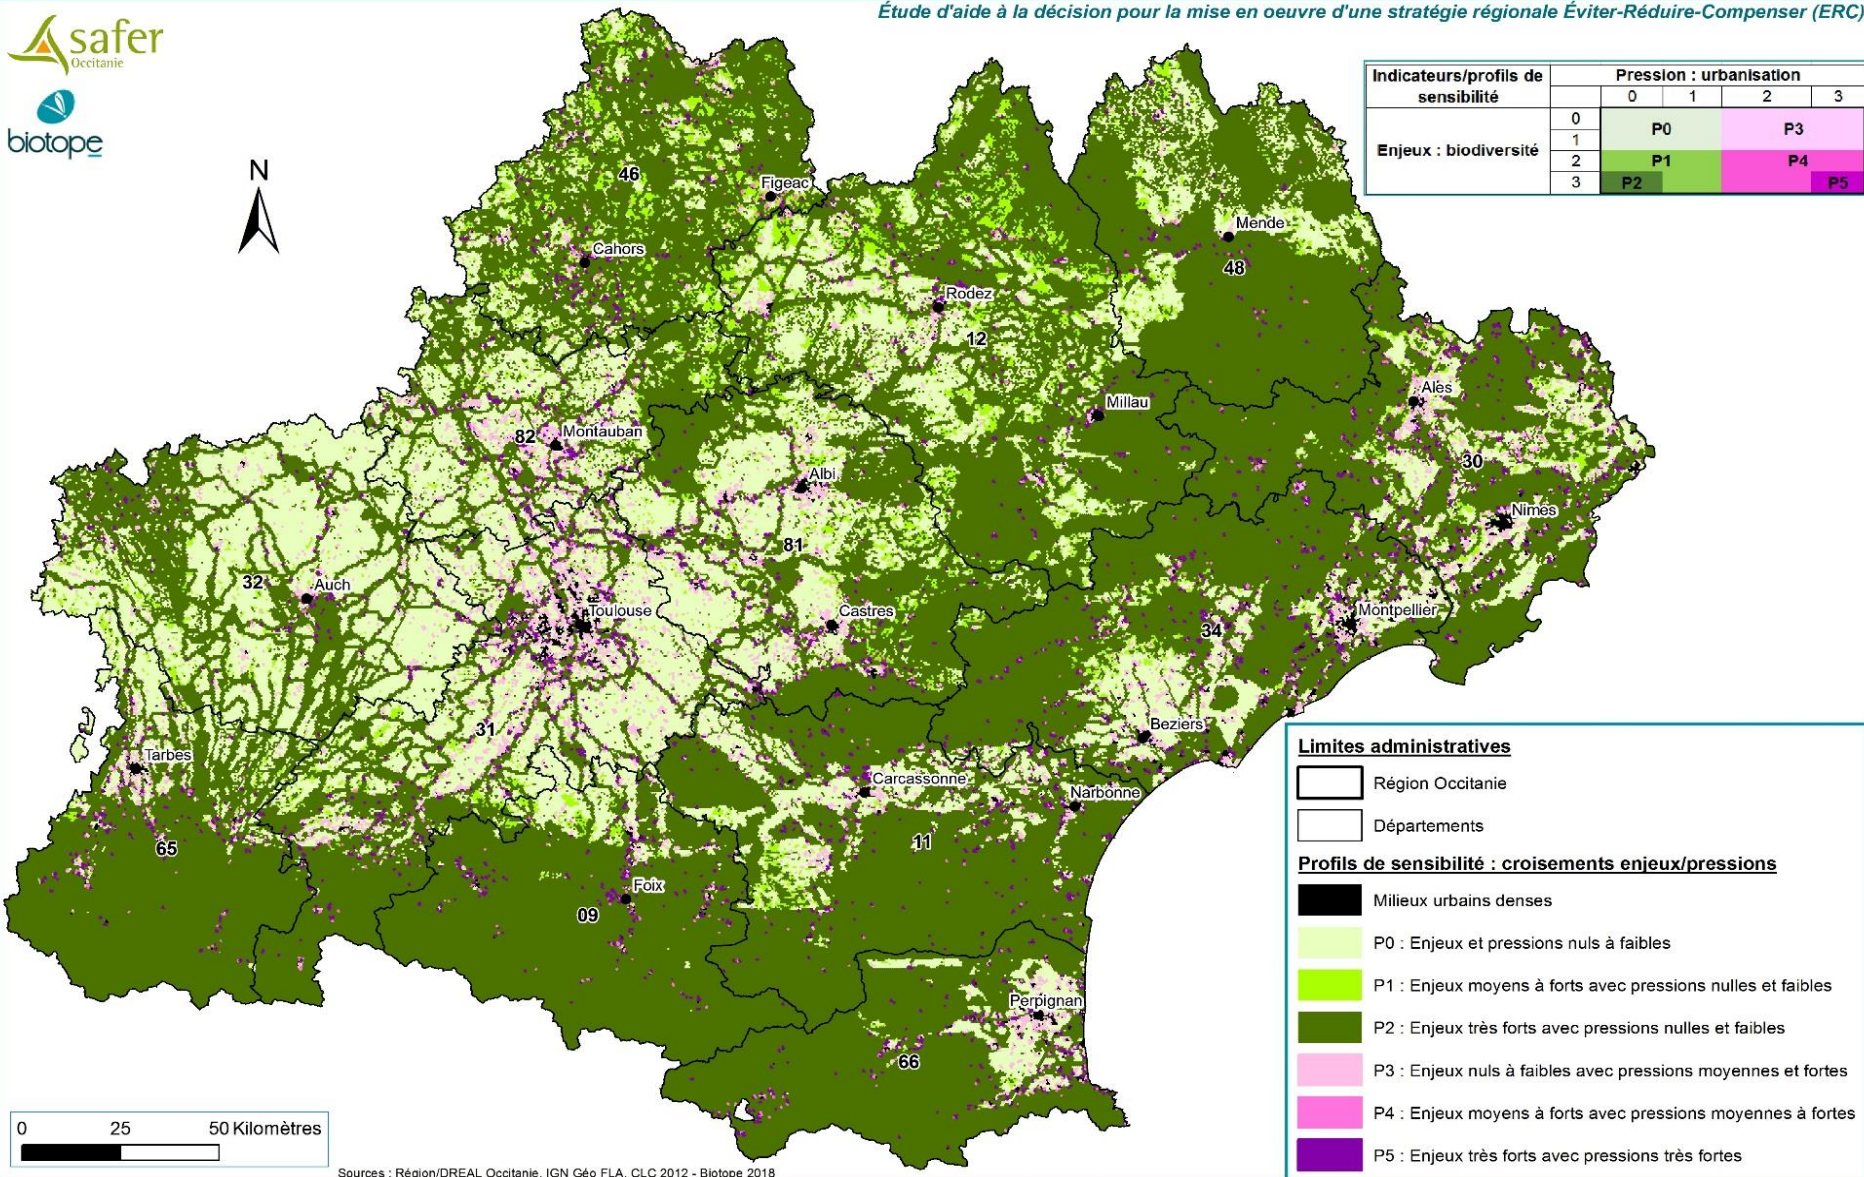 Étude d'aide à la décision pour la mise en oeuvre d'une stratégie régionale Éviter-Réduire-Compenser (ERC)
safer
Occitanie
biotope
N
Indicateurs/profils de sensibilité
Pression : urbanisation
0 1 2 3
Enjeux : biodiversité
0
1
2
3
P0 P3
P1 P4
P2 P5
46
Figeac
Cahors
Mende
48
Rodez
12
Millau
Ales
30
82
Montauban
Albi
Nimes
81
32
Auch
Toulouse
Castres
Montpellier
34
31
Beziers
Tarbes
Carcassonne
Narbonne
65
11
Foix
09
Perpignan
66
Limites administratives
Région Occitanie
Départements
Profils de sensibilité : croisements enjeux/pressions
Milieux urbains denses
P0 : Enjeux et pressions nuls à faibles
P1 : Enjeux moyens à forts avec pressions nulles et faibles
P2 : Enjeux très forts avec pressions nulles et faibles
P3 : Enjeux nuls à faibles avec pressions moyennes et fortes
P4 : Enjeux moyens à forts avec pressions moyennes à fortes
P5 : Enjeux très forts avec pressions très fortes
0 25 50 Kilomètres
Sources : Région/DREAL Occitanie, IGN Géo FLA, CLC 2012 - Biotope 2018